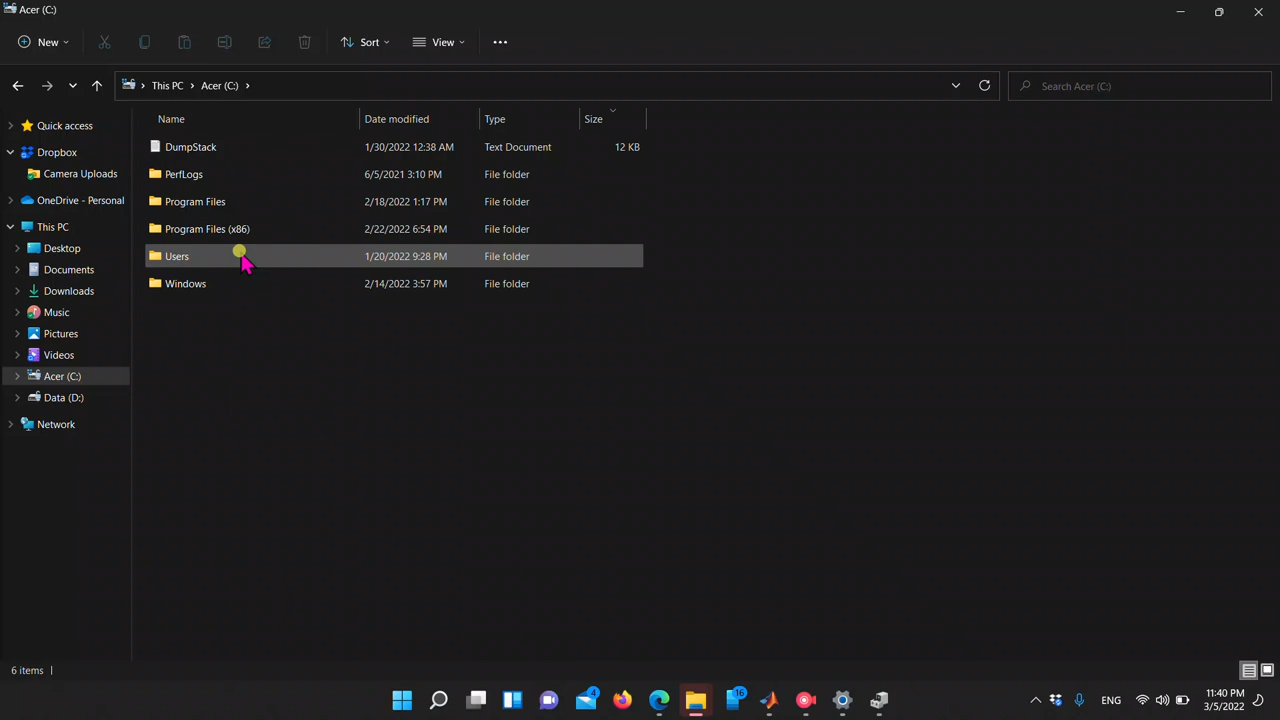 Acer (C:)
New
Sort
View
This PC
Acer (C:)
Search Acer (C:)
Name
Date modified
Type
Size
Quick access
Dropbox
Camera Uploads
OneDrive - Personal
This PC
Desktop
Documents
Downloads
Music
Pictures
Videos
Acer (C:)
Data (D:)
Network
DumpStack 1/30/2022 12:38 AM Text Document 12 KB
PerfLogs 6/5/2021 3:10 PM File folder
Program Files 2/18/2022 1:17 PM File folder
Program Files (x86) 2/22/2022 6:54 PM File folder
Users 1/20/2022 9:28 PM File folder
Windows 2/14/2022 3:57 PM File folder
6 items
4
16
ENG
11:40 PM
3/5/2022